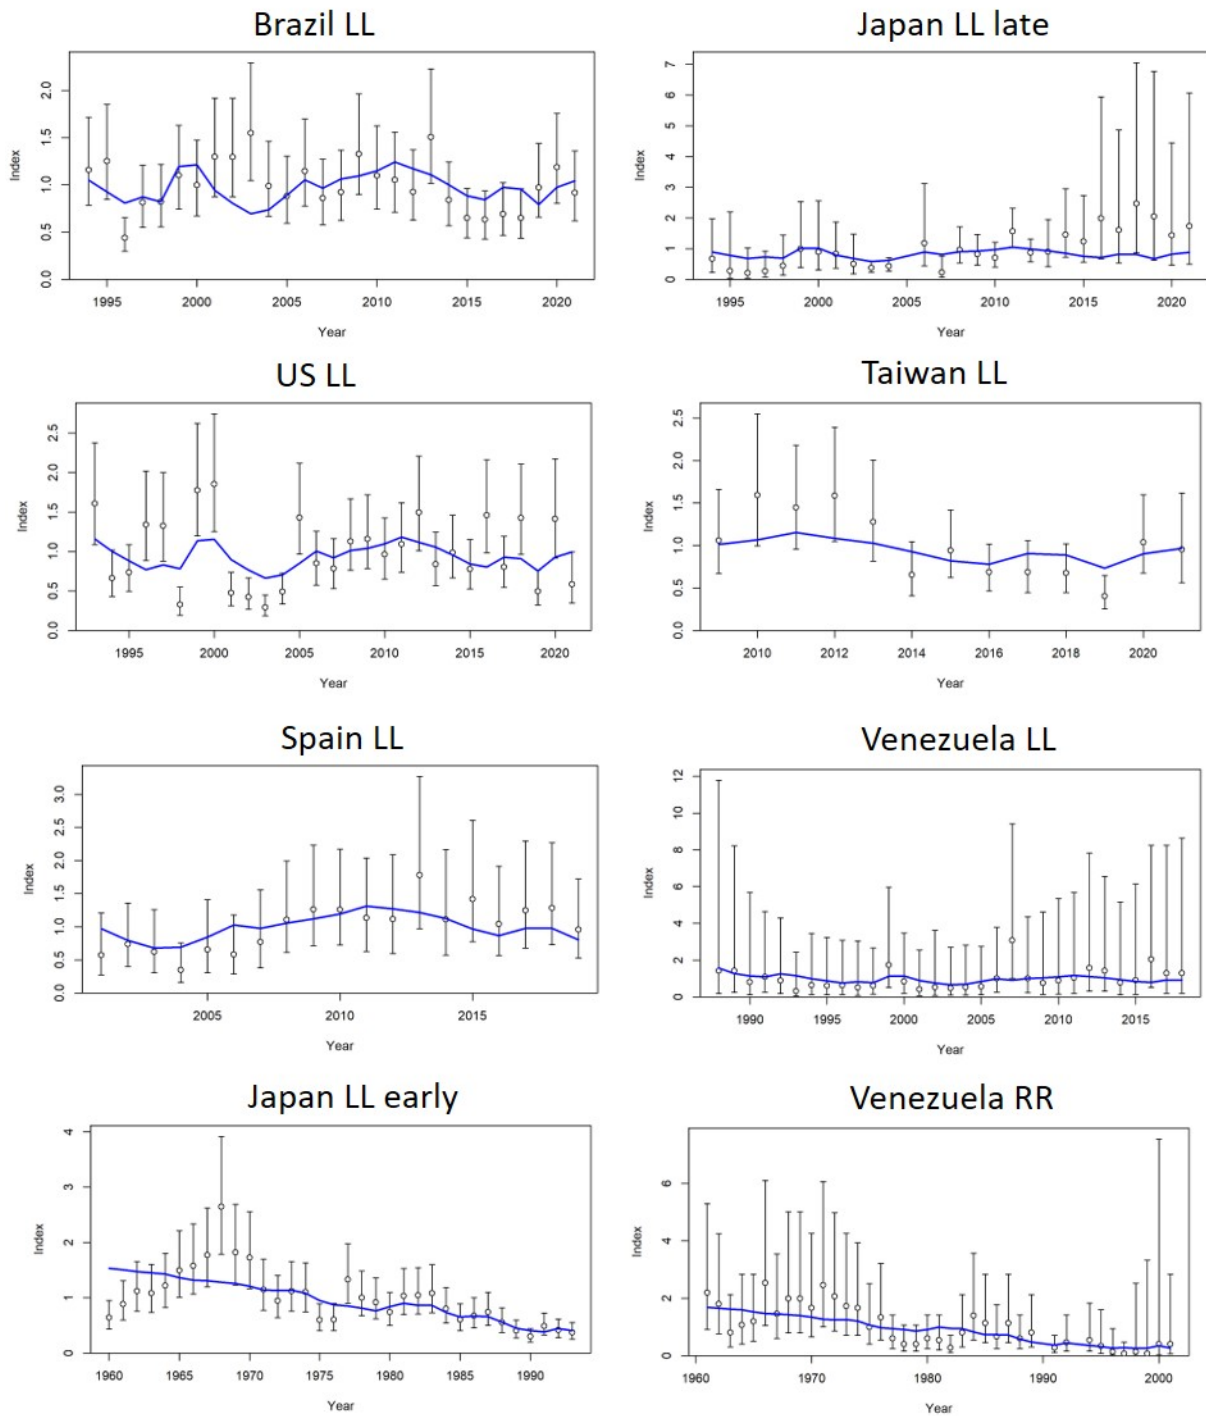 Brazil LL
Index
2.0
1.5
1.0
0.5
0.0
1995 2000 2005 2010 2015 2020
Year
Japan LL late
Index
7
6
5
4
3
2
1
0
1995 2000 2005 2010 2015 2020
Year
US LL
Index
2.5
2.0
1.5
1.0
0.5
0.0
1995 2000 2005 2010 2015 2020
Year
Taiwan LL
Index
2.5
2.0
1.5
1.0
0.5
0.0
2010 2012 2014 2016 2018 2020
Year
Spain LL
Index
3.0
2.5
2.0
1.5
1.0
0.5
0.0
2005 2010 2015
Year
Venezuela LL
Index
12
10
8
6
4
2
0
1990 1995 2000 2005 2010 2015
Year
Japan LL early
Index
4
3
2
1
0
1960 1965 1970 1975 1980 1985 1990
Year
Venezuela RR
Index
6
4
2
0
1960 1970 1980 1990 2000
Year